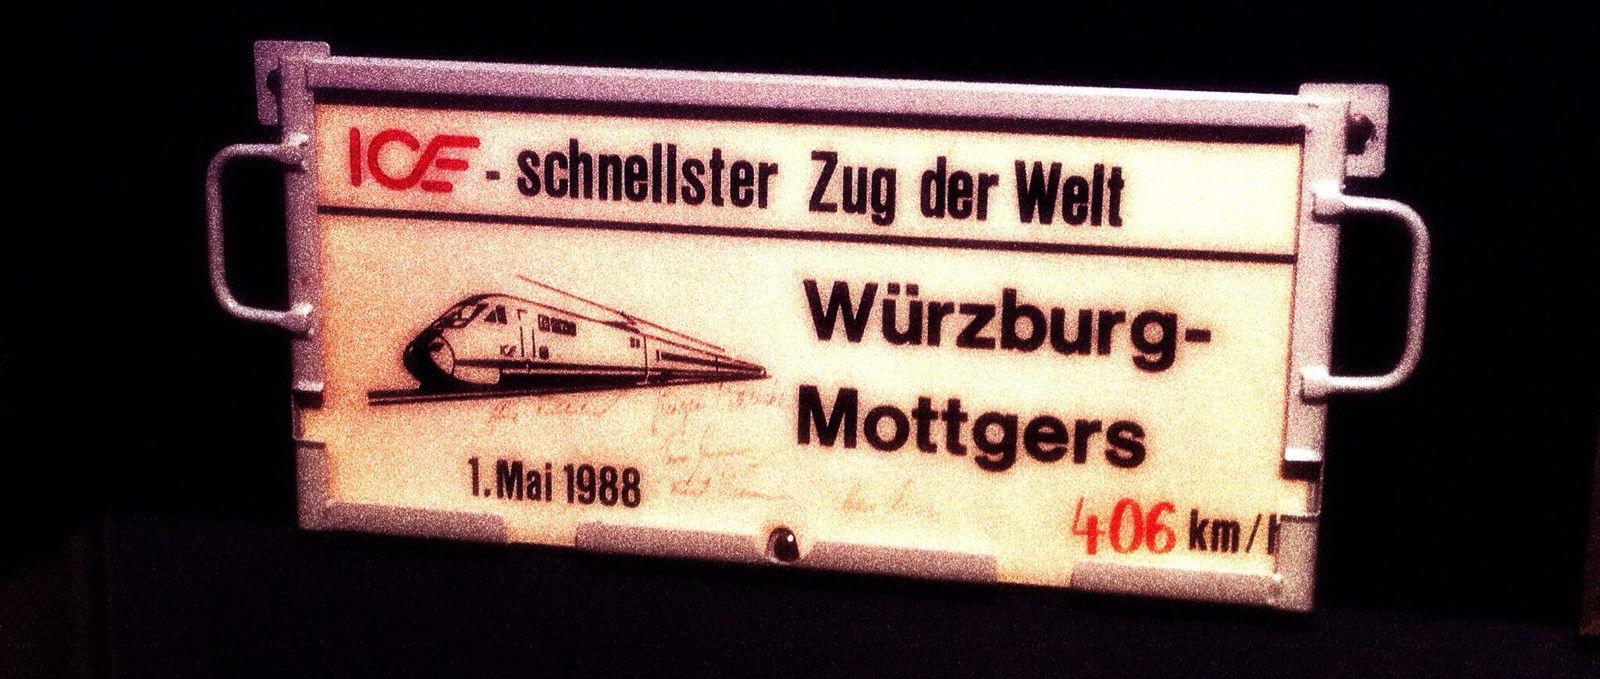 ICE - schnellster Zug der Welt
Würzburg-
Mottgers
1. Mai 1988
406 km/h